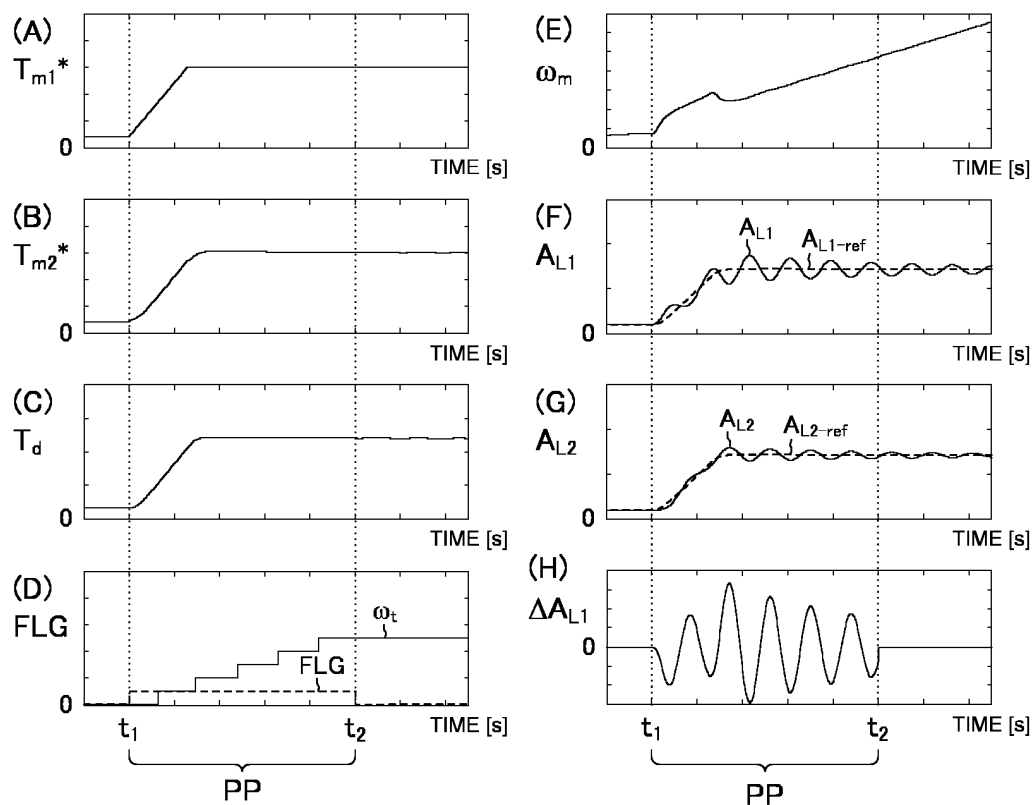 (A)
Tm1*
0
TIME [s]
(B)
Tm2*
0
TIME [s]
(C)
Td
0
TIME [s]
(D)
FLG
ωt
FLG
0
t1
t2
TIME [s]
PP
(E)
ωm
0
TIME [s]
(F)
AL1
AL1
AL1-ref
0
TIME [s]
(G)
AL2
AL2
AL2-ref
0
TIME [s]
(H)
ΔAL1
0
t1
t2
TIME [s]
PP